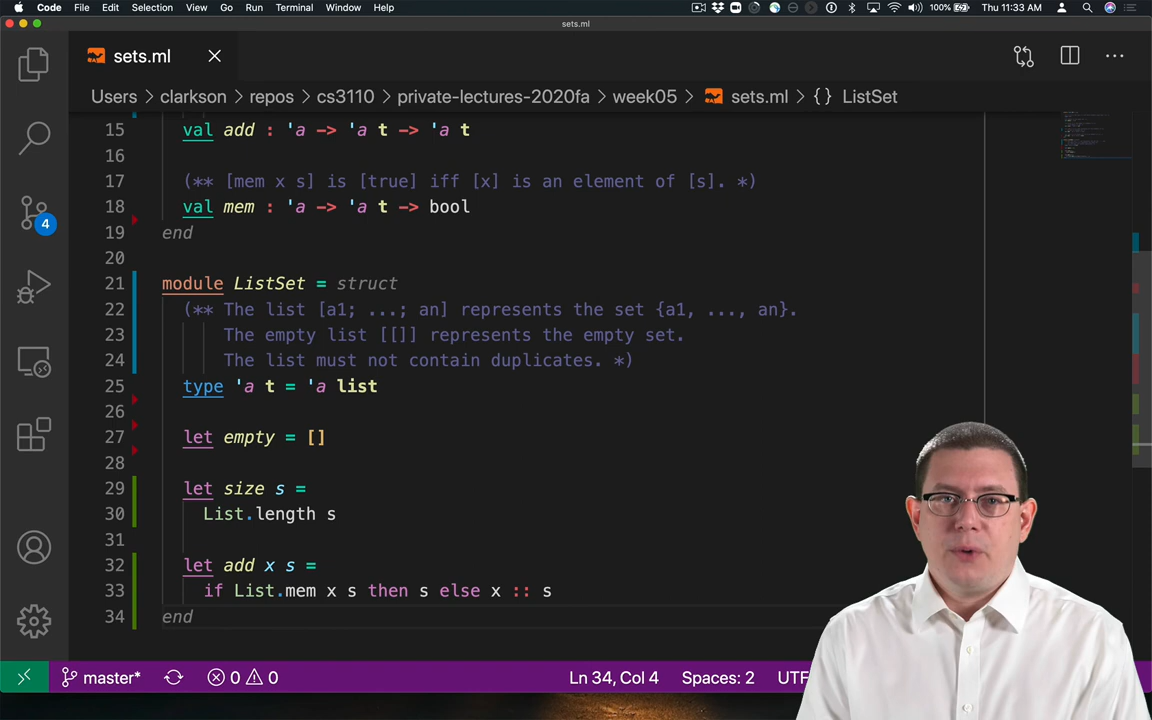 Code File Edit Selection View Go Run Terminal Window Help 100% Thu 11:33 AM
sets.ml
sets.ml
Users > clarkson > repos > cs3110 > private-lectures-2020fa > week05 > sets.ml > {} ListSet
15 val add : 'a -> 'a t -> 'a t
16
17 (** [mem x s] is [true] iff [x] is an element of [s]. *)
18 val mem : 'a -> 'a t -> bool
19 end
20
21 module ListSet = struct
22 (** The list [a1; ...; an] represents the set {a1, ..., an}.
23 The empty list [[]] represents the empty set.
24 The list must not contain duplicates. *)
25 type 'a t = 'a list
26
27 let empty = []
28
29 let size s =
30 List.length s
31
32 let add x s =
33 if List.mem x s then s else x :: s
34 end
4
master* 0 0 Ln 34, Col 4 Spaces: 2 UTF